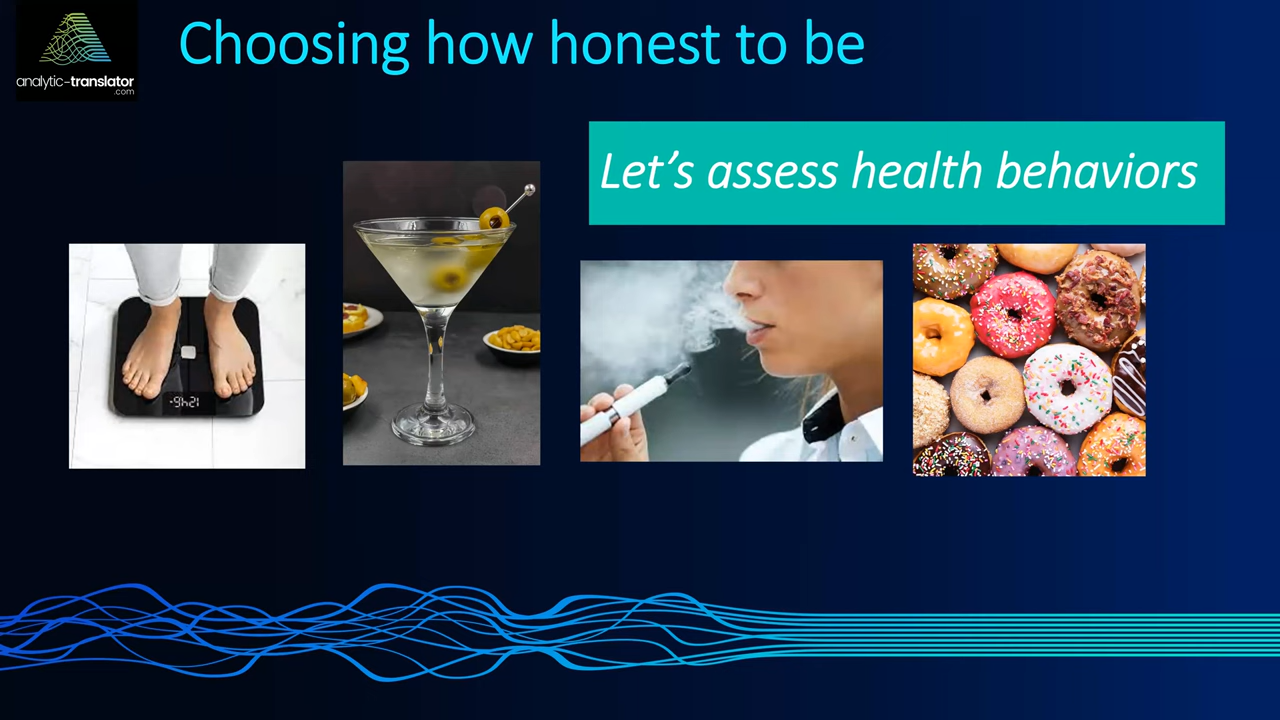 Choosing how honest to be
analytic-translator
.com
Let’s assess health behaviors